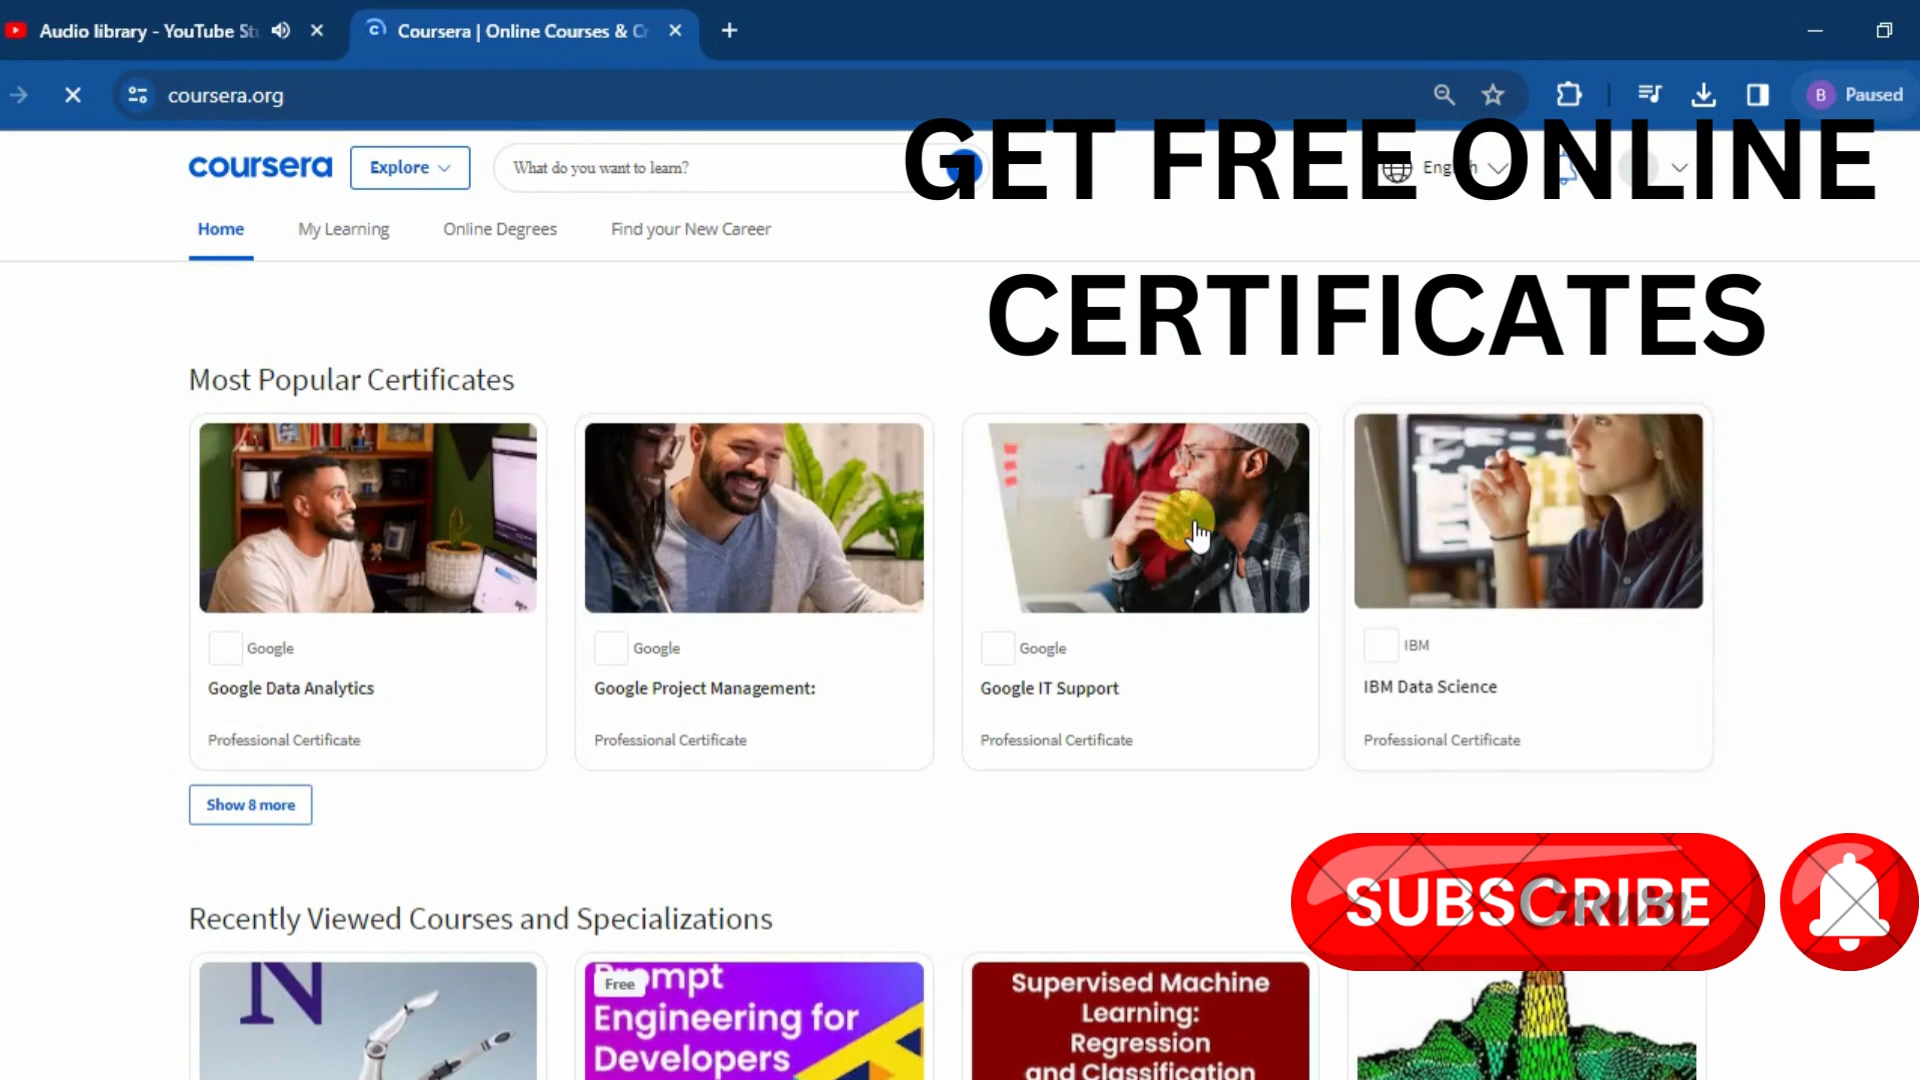 Audio library - YouTube St
Coursera | Online Courses & Cr
coursera.org
B Paused
GET FREE ONLINE
CERTIFICATES
coursera
Explore
What do you want to learn?
English
Home
My Learning
Online Degrees
Find your New Career
Most Popular Certificates
Google
Google Data Analytics
Professional Certificate
Google
Google Project Management:
Professional Certificate
Google
Google IT Support
Professional Certificate
IBM
IBM Data Science
Professional Certificate
Show 8 more
SUBSCRIBE
Canva
Recently Viewed Courses and Specializations
N
Free
Prompt
Engineering for
Developers
Supervised Machine
Learning:
Regression
and Classification